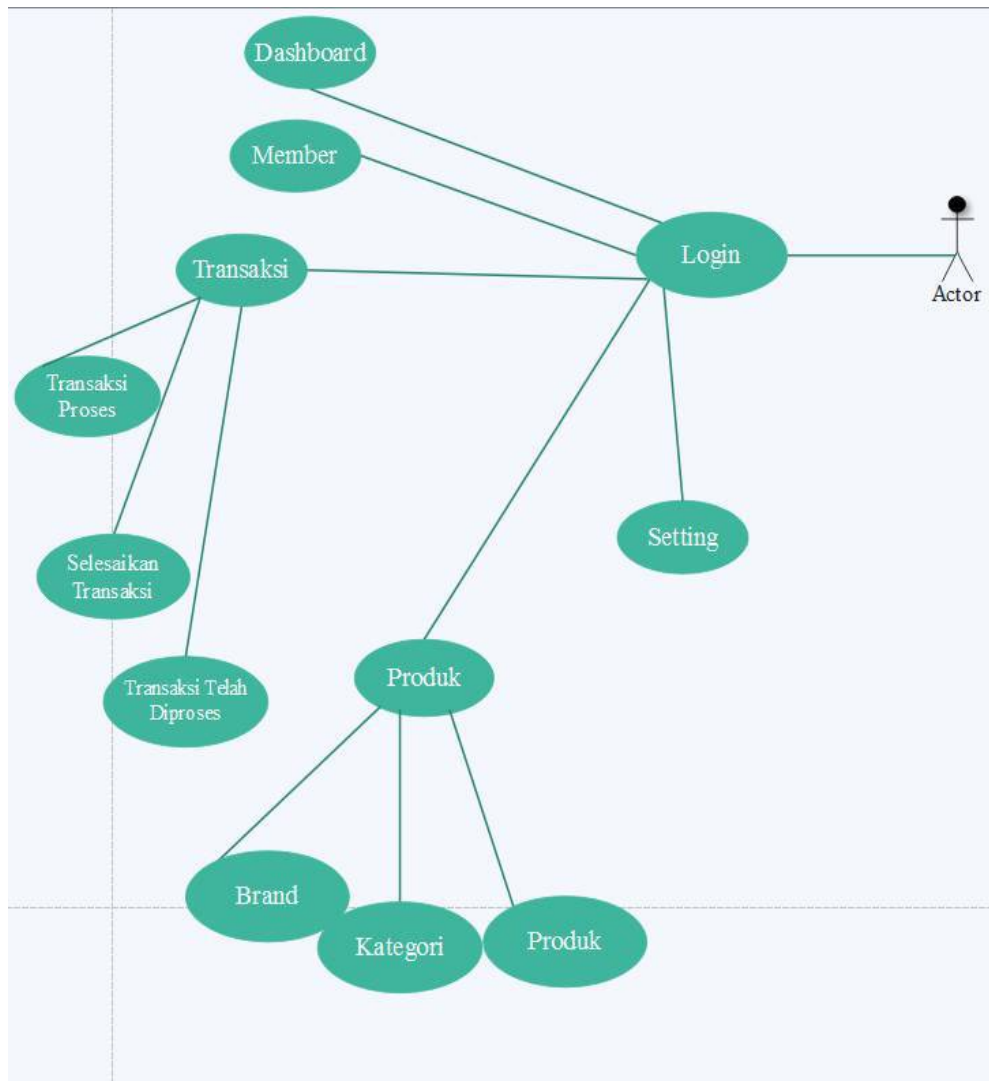 Dashboard
Member
Login
Transaksi
Actor
Transaksi
Proses
Setting
Selesaikan
Transaksi
Produk
Transaksi Telah
Diproses
Brand
Kategori
Produk